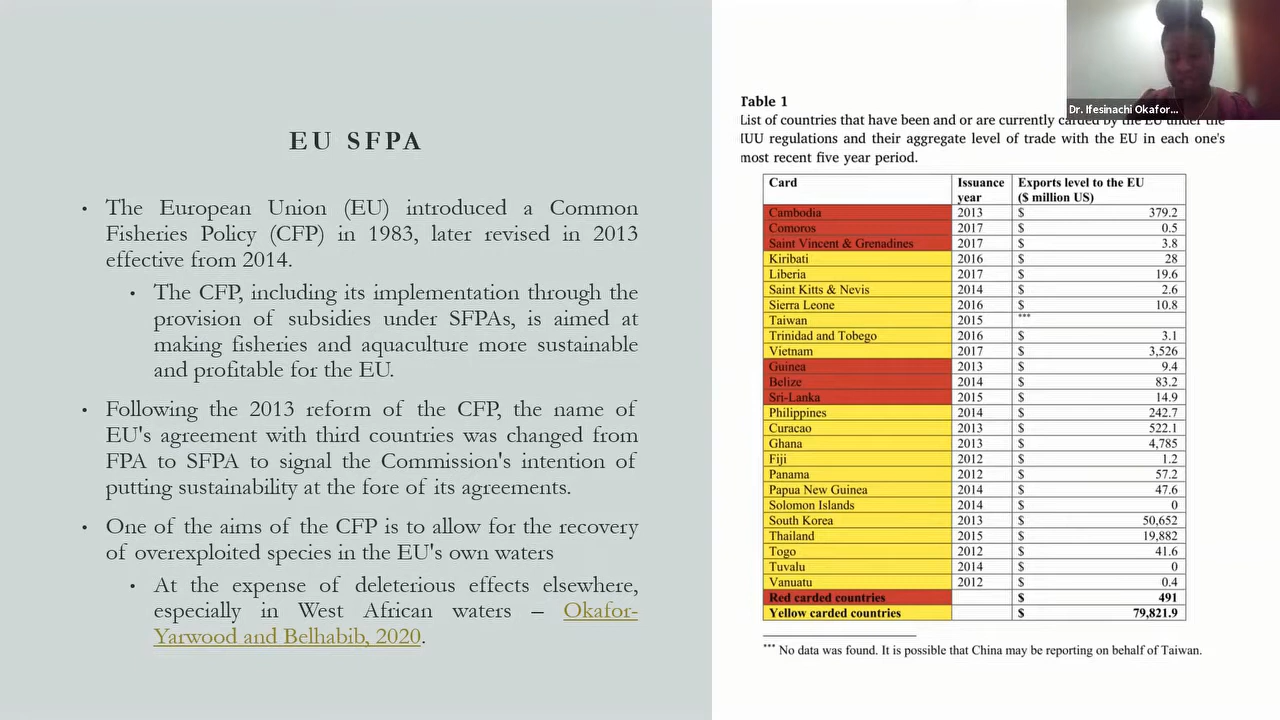 EU SFPA
• The European Union (EU) introduced a Common
Fisheries Policy (CFP) in 1983, later revised in 2013
effective from 2014.
• The CFP, including its implementation through the
provision of subsidies under SFPAs, is aimed at
making fisheries and aquaculture more sustainable
and profitable for the EU.
• Following the 2013 reform of the CFP, the name of
EU's agreement with third countries was changed from
FPA to SFPA to signal the Commission's intention of
putting sustainability at the fore of its agreements.
• One of the aims of the CFP is to allow for the recovery
of overexploited species in the EU's own waters
• At the expense of deleterious effects elsewhere,
especially in West African waters – Okafor-
Yarwood and Belhabib, 2020.
Dr. Ifesinachi Okafor...
Table 1
List of countries that have been and or are currently carded by the EU under the
IUU regulations and their aggregate level of trade with the EU in each one's
most recent five year period.
Card Issuance year Exports level to the EU ($ million US)
Cambodia 2013 $ 379.2
Comoros 2017 $ 0.5
Saint Vincent & Grenadines 2017 $ 3.8
Kiribati 2016 $ 28
Liberia 2017 $ 19.6
Saint Kitts & Nevis 2014 $ 2.6
Sierra Leone 2016 $ 10.8
Taiwan 2015 ***
Trinidad and Tobego 2016 $ 3.1
Vietnam 2017 $ 3,526
Guinea 2013 $ 9.4
Belize 2014 $ 83.2
Sri-Lanka 2015 $ 14.9
Philippines 2014 $ 242.7
Curacao 2013 $ 522.1
Ghana 2013 $ 4,785
Fiji 2012 $ 1.2
Panama 2012 $ 57.2
Papua New Guinea 2014 $ 47.6
Solomon Islands 2014 $ 0
South Korea 2013 $ 50,652
Thailand 2015 $ 19,882
Togo 2012 $ 41.6
Tuvalu 2014 $ 0
Vanuatu 2012 $ 0.4
Red carded countries $ 491
Yellow carded countries $ 79,821.9
*** No data was found. It is possible that China may be reporting on behalf of Taiwan.